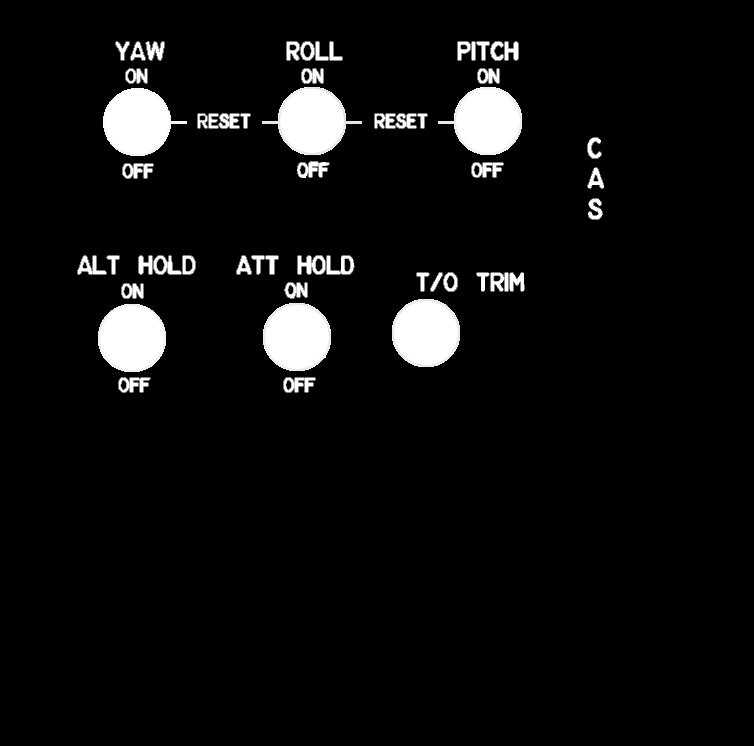 YAW ROLL PITCH
ON ON ON
RESET RESET
OFF OFF OFF
C
A
S
ALT HOLD ATT HOLD T/O TRIM
ON ON
OFF OFF